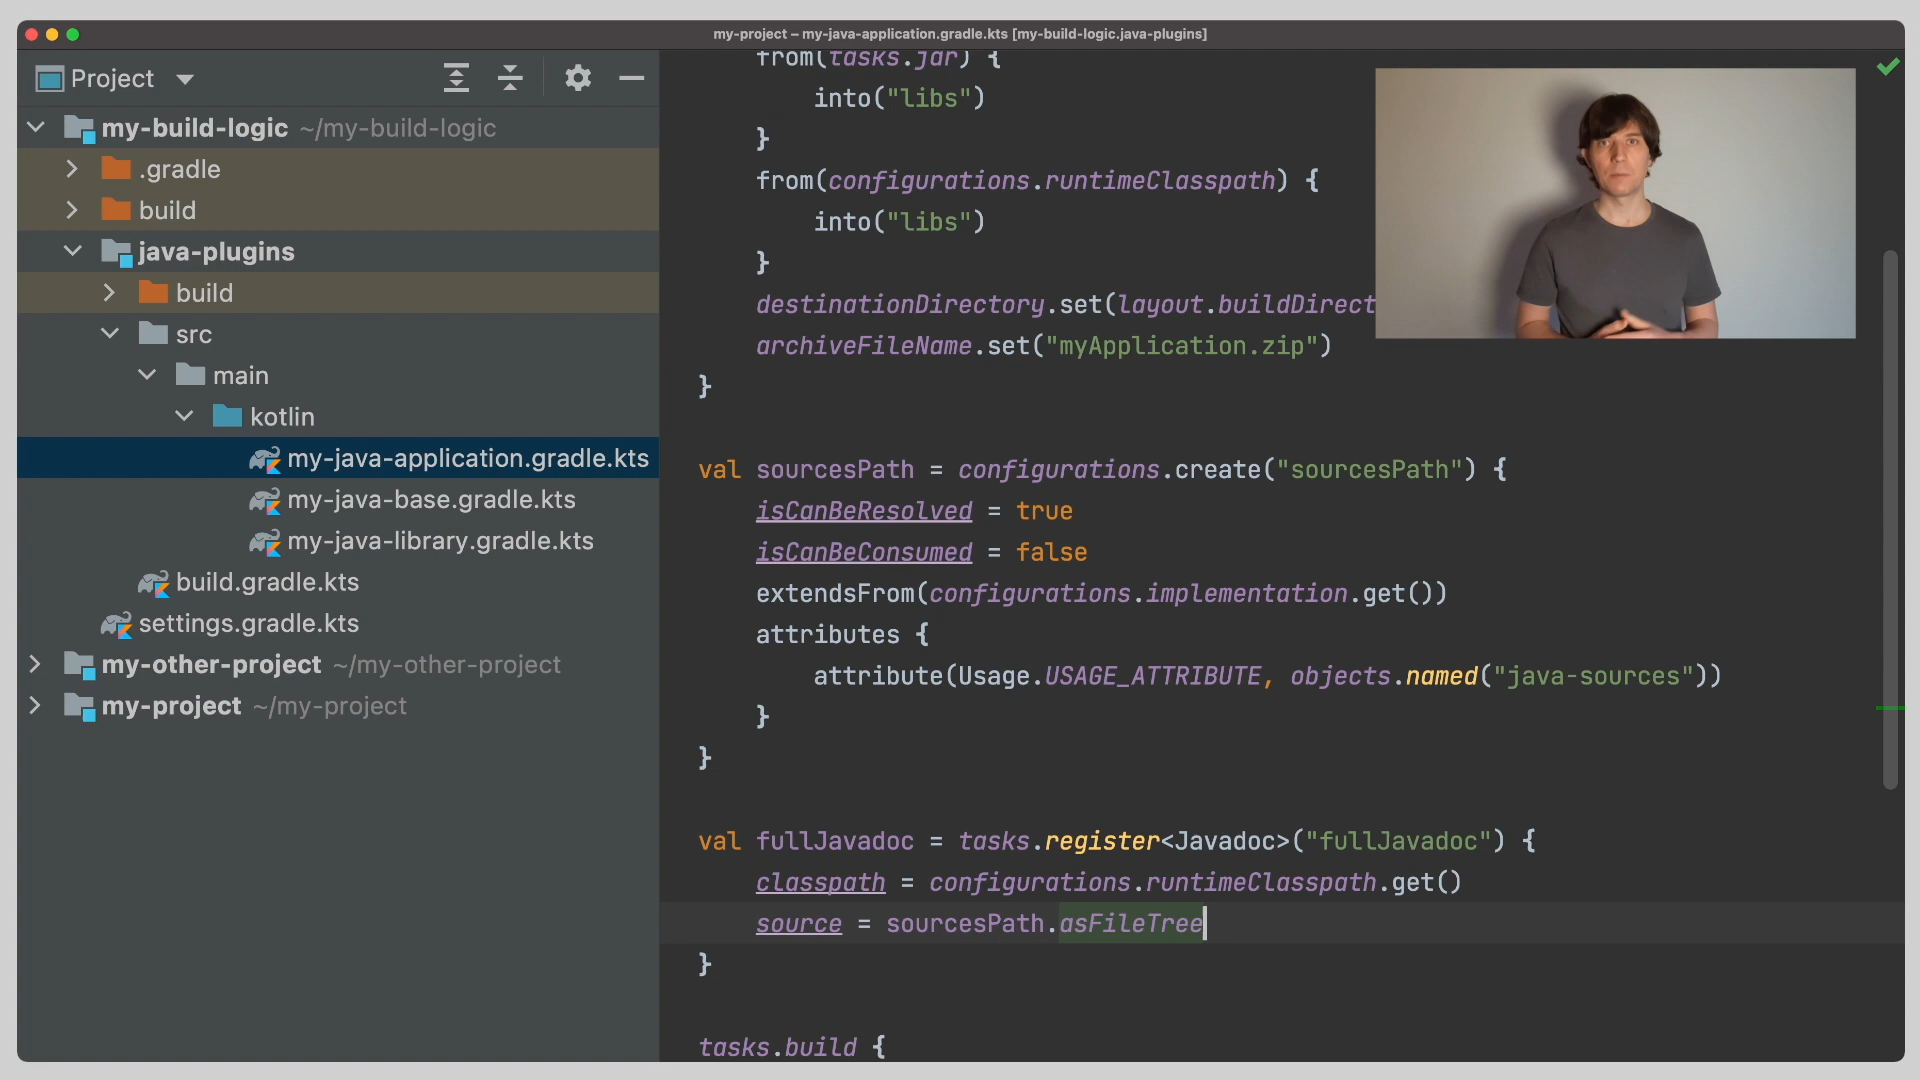 my-project – my-java-application.gradle.kts [my-build-logic.java-plugins]
Project
my-build-logic ~/my-build-logic
.gradle
build
java-plugins
build
src
main
kotlin
my-java-application.gradle.kts
my-java-base.gradle.kts
my-java-library.gradle.kts
build.gradle.kts
settings.gradle.kts
my-other-project ~/my-other-project
my-project ~/my-project
from(tasks.jar) {
into("libs")
}
from(configurations.runtimeClasspath) {
into("libs")
}
destinationDirectory.set(layout.buildDirect
archiveFileName.set("myApplication.zip")
}
val sourcesPath = configurations.create("sourcesPath") {
isCanBeResolved = true
isCanBeConsumed = false
extendsFrom(configurations.implementation.get())
attributes {
attribute(Usage.USAGE_ATTRIBUTE, objects.named("java-sources"))
}
}
val fullJavadoc = tasks.register<Javadoc>("fullJavadoc") {
classpath = configurations.runtimeClasspath.get()
source = sourcesPath.asFileTree
}
tasks.build {